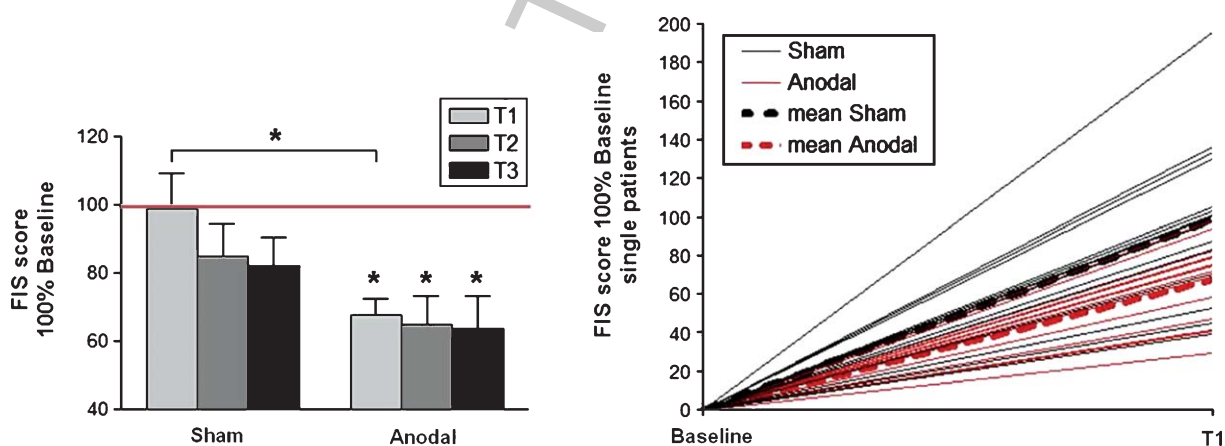 T
T1
T2
T3
FIS score
100% Baseline
120
100
80
60
40
*
* * *
Sham Anodal
FIS score 100% Baseline
single patients
200
180
160
140
120
100
80
60
40
20
0
Sham
Anodal
mean Sham
mean Anodal
Baseline T1